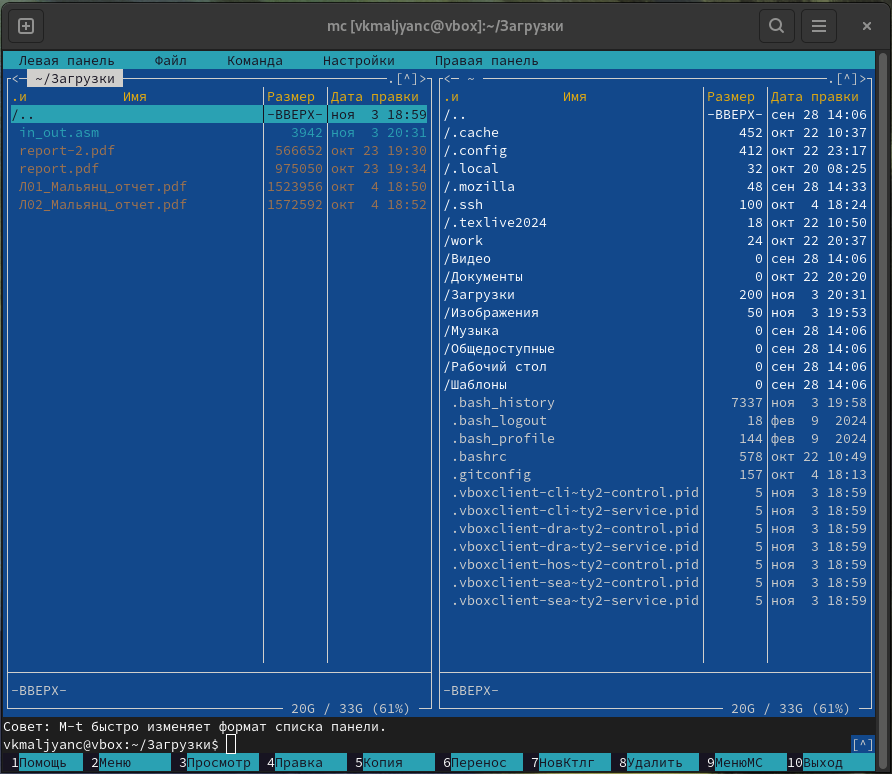 mc [vkmaljyanc@vbox]:~/Загрузки
Левая панель Файл Команда Настройки Правая панель
<— ~/Загрузки .[^]> <— ~ .[^]>
.и Имя Размер Дата правки .и Имя Размер Дата правки
/.. -ВВЕРХ- ноя 3 18:59 /.. -ВВЕРХ- сен 28 14:06
in_out.asm 3942 ноя 3 20:31 /.cache 452 окт 22 10:37
report-2.pdf 566652 окт 23 19:30 /.config 412 окт 22 23:17
report.pdf 975050 окт 23 19:34 /.local 32 окт 20 08:25
Л01_Мальянц_отчет.pdf 1523956 окт 4 18:50 /.mozilla 48 сен 28 14:33
Л02_Мальянц_отчет.pdf 1572592 окт 4 18:52 /.ssh 100 окт 4 18:24
/.texlive2024 18 окт 22 10:50
/work 24 окт 22 20:37
/Видео 0 сен 28 14:06
/Документы 0 окт 22 20:20
/Загрузки 200 ноя 3 20:31
/Изображения 50 ноя 3 19:53
/Музыка 0 сен 28 14:06
/Общедоступные 0 сен 28 14:06
/Рабочий стол 0 сен 28 14:06
/Шаблоны 0 сен 28 14:06
.bash_history 7337 ноя 3 19:58
.bash_logout 18 фев 9 2024
.bash_profile 144 фев 9 2024
.bashrc 578 окт 22 10:49
.gitconfig 157 окт 4 18:13
.vboxclient-cli~ty2-control.pid 5 ноя 3 18:59
.vboxclient-cli~ty2-service.pid 5 ноя 3 18:59
.vboxclient-dra~ty2-control.pid 5 ноя 3 18:59
.vboxclient-dra~ty2-service.pid 5 ноя 3 18:59
.vboxclient-hos~ty2-control.pid 5 ноя 3 18:59
.vboxclient-sea~ty2-control.pid 5 ноя 3 18:59
.vboxclient-sea~ty2-service.pid 5 ноя 3 18:59
-ВВЕРХ- -ВВЕРХ-
20G / 33G (61%) 20G / 33G (61%)
Совет: M-t быстро изменяет формат списка панели.
vkmaljyanc@vbox:~/Загрузки$ [^]
1Помощь 2Меню 3Просмотр 4Правка 5Копия 6Перенос 7НовКтлг 8Удалить 9МенюMC 10Выход